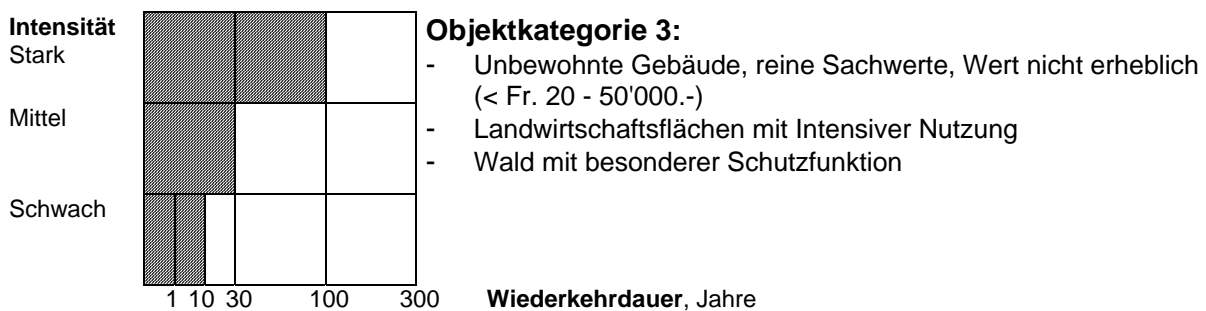 Intensität
Stark
Mittel
Schwach
1 10 30 100 300 Wiederkehrdauer, Jahre
Objektkategorie 3:
- Unbewohnte Gebäude, reine Sachwerte, Wert nicht erheblich
(< Fr. 20 - 50'000.-)
- Landwirtschaftsflächen mit Intensiver Nutzung
- Wald mit besonderer Schutzfunktion